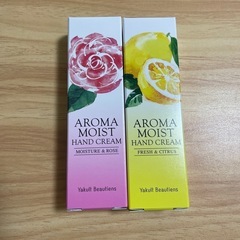 AROMA
MOIST
HAND CREAM
MOISTURE & ROSE
Yakult Beautiens
AROMA
MOIST
HAND CREAM
FRESH & CITRUS
Yakult Beautiens